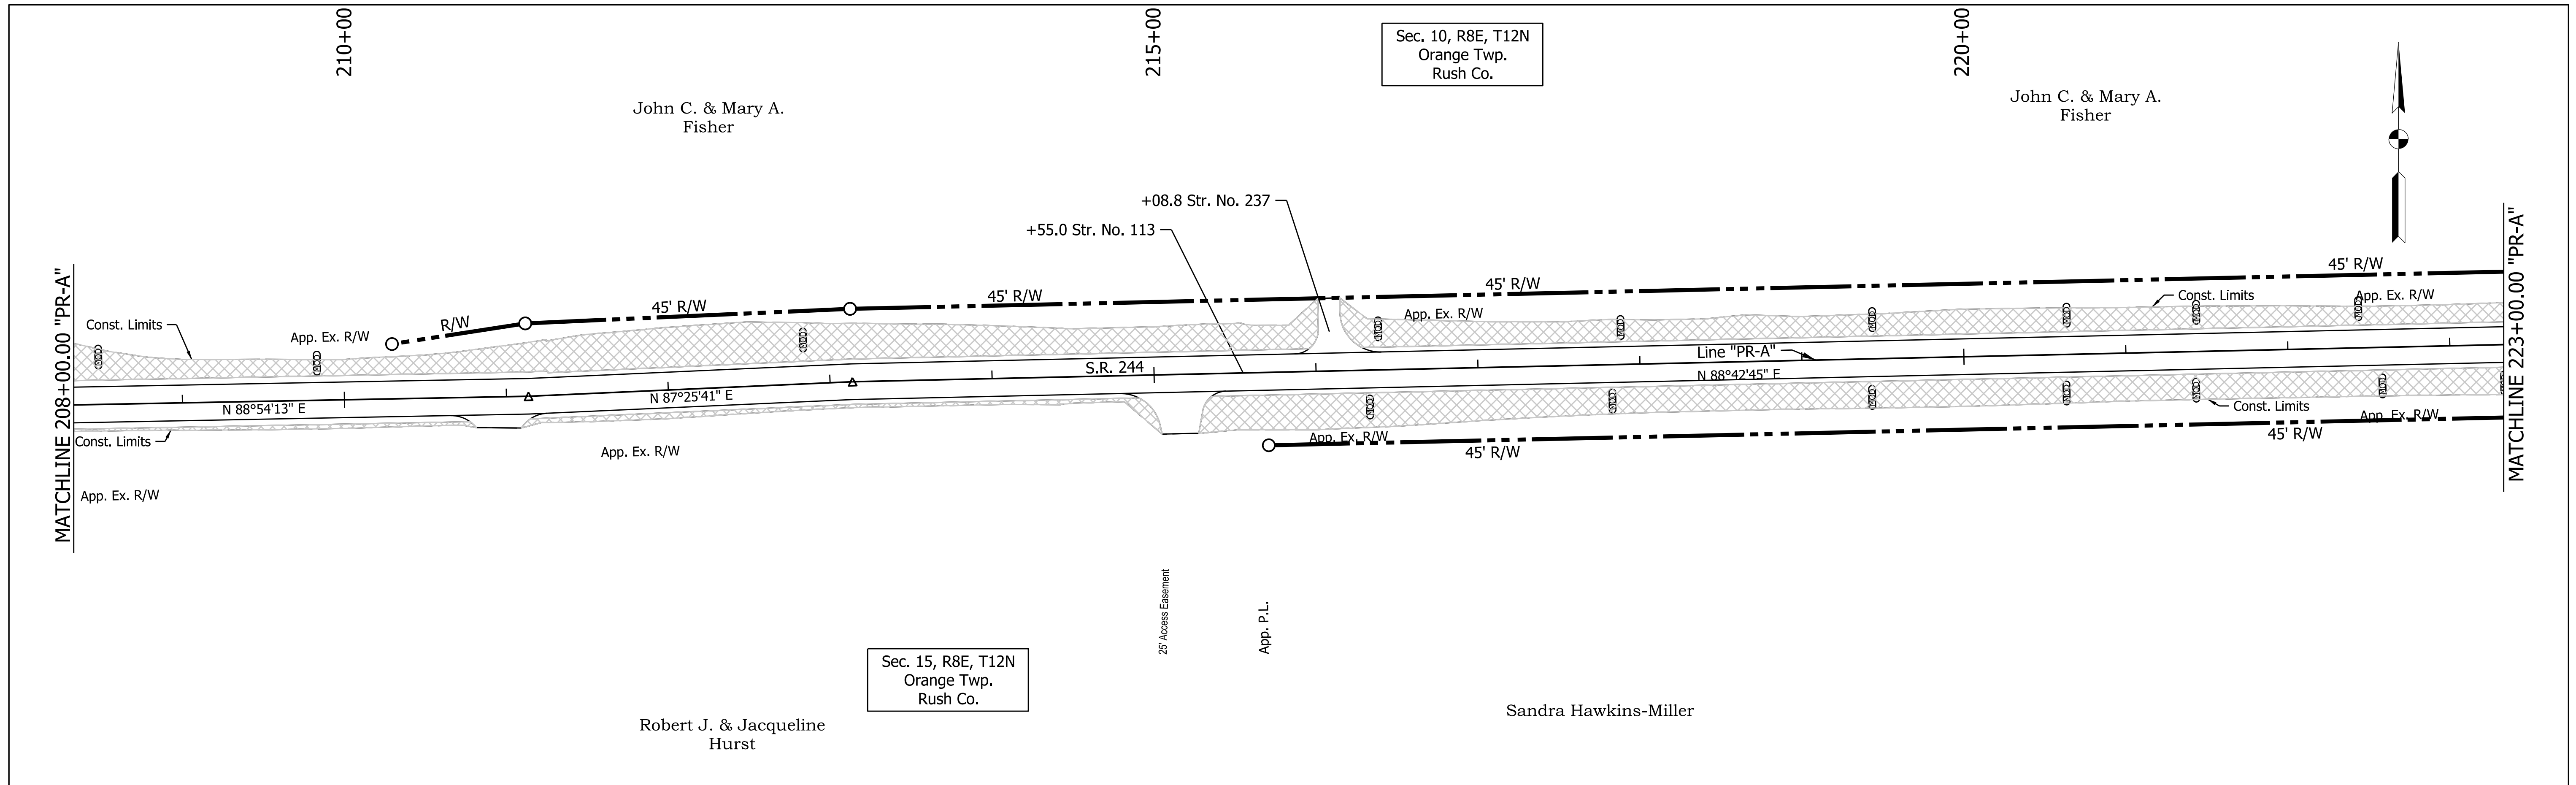 210+00
215+00
220+00
Sec. 10, R8E, T12N
Orange Twp.
Rush Co.
John C. & Mary A.
Fisher
John C. & Mary A.
Fisher
+08.8 Str. No. 237
+55.0 Str. No. 113
MATCHLINE 208+00.00 "PR-A"
MATCHLINE 223+00.00 "PR-A"
Const. Limits
App. Ex. R/W
R/W
45' R/W
45' R/W
45' R/W
45' R/W
App. Ex. R/W
Const. Limits
App. Ex. R/W
S.R. 244
Line "PR-A"
N 88°54'13" E
N 87°25'41" E
N 88°42'45" E
Const. Limits
App. Ex. R/W
App. Ex. R/W
App. Ex. R/W
45' R/W
Const. Limits
App. Ex. R/W
45' R/W
25' Access Easement
App. P.L.
Sec. 15, R8E, T12N
Orange Twp.
Rush Co.
Robert J. & Jacqueline
Hurst
Sandra Hawkins-Miller